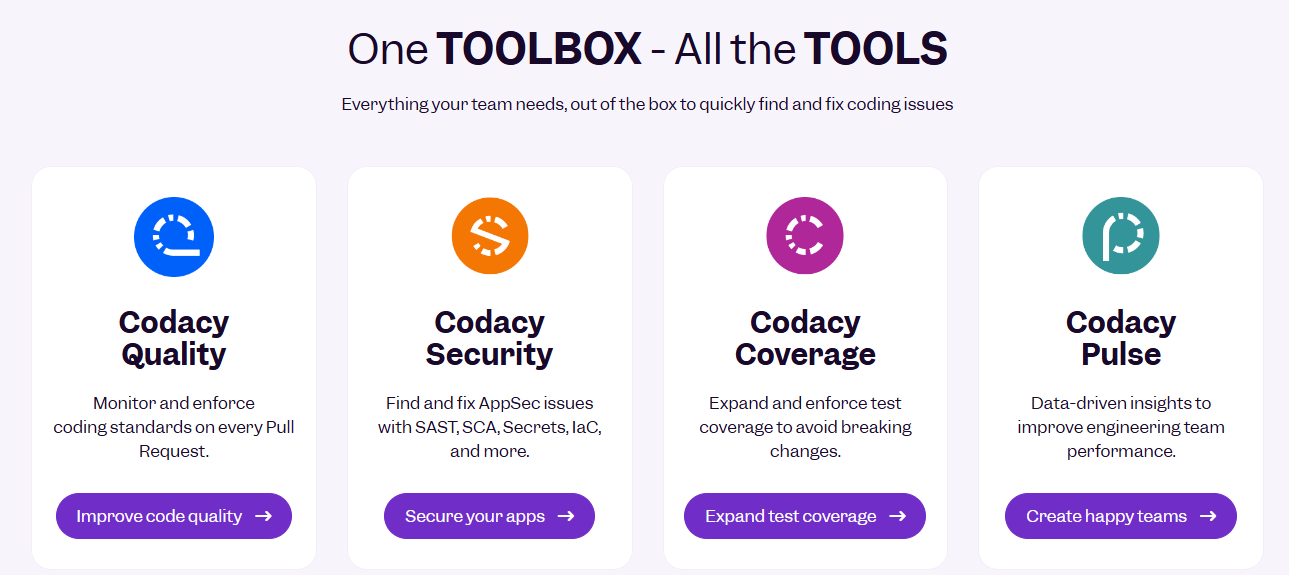 One TOOLBOX - All the TOOLS
Everything your team needs, out of the box to quickly find and fix coding issues
Codacy
Quality
Monitor and enforce
coding standards on every Pull
Request.
Improve code quality →
Codacy
Security
Find and fix AppSec issues
with SAST, SCA, Secrets, IaC,
and more.
Secure your apps →
Codacy
Coverage
Expand and enforce test
coverage to avoid breaking
changes.
Expand test coverage →
Codacy
Pulse
Data-driven insights to
improve engineering team
performance.
Create happy teams →